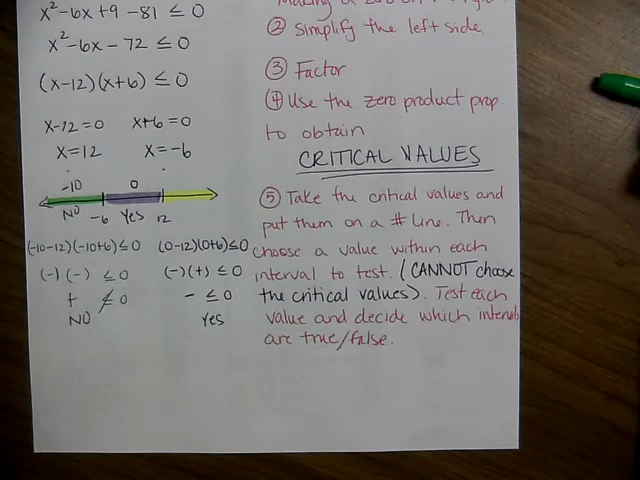 x²-6x+9 -81 ≤ 0
x²-6x-72 ≤ 0
(x-12)(x+6) ≤ 0
x-12=0 x+6=0
x=12 x=-6
-10 0
NO -6 Yes 12
(-10-12)(-10+6)≤0 (0-12)(0+6)≤0
(-)(-) ≤0 (-)(+) ≤0
+ ≰0 - ≤0
NO Yes
② Simplify the left side
③ Factor
④ Use the zero product prop.
to obtain
CRITICAL VALUES
⑤ Take the critical values and
put them on a # line. Then
choose a value within each
interval to test. (CANNOT choose
the critical values). Test each
value and decide which intervals
are true/false.